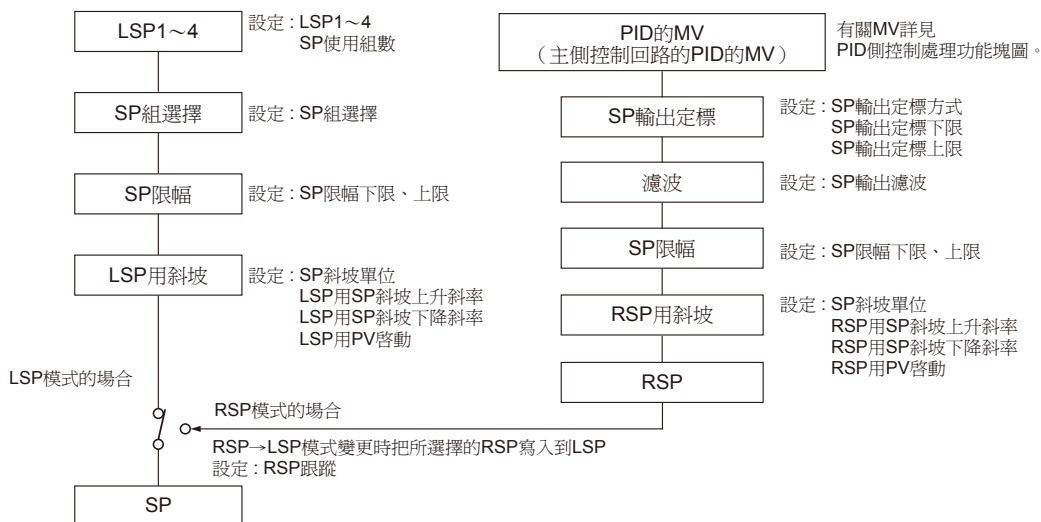 LSP1～4
設定：LSP1～4
SP使用組數
SP組選擇
設定：SP組選擇
SP限幅
設定：SP限幅下限、上限
LSP用斜坡
設定：SP斜坡單位
LSP用SP斜坡上升斜率
LSP用SP斜坡下降斜率
LSP用PV啓動
LSP模式的場合
PID的MV
（主側控制回路的PID的MV）
有關MV詳見
PID側控制處理功能塊圖。
SP輸出定標
設定：SP輸出定標方式
SP輸出定標下限
SP輸出定標上限
濾波
設定：SP輸出濾波
SP限幅
設定：SP限幅下限、上限
RSP用斜坡
設定：SP斜坡單位
RSP用SP斜坡上升斜率
RSP用SP斜坡下降斜率
RSP用PV啓動
RSP
RSP模式的場合
RSP→LSP模式變更時把所選擇的RSP寫入到LSP
設定：RSP跟蹤
SP